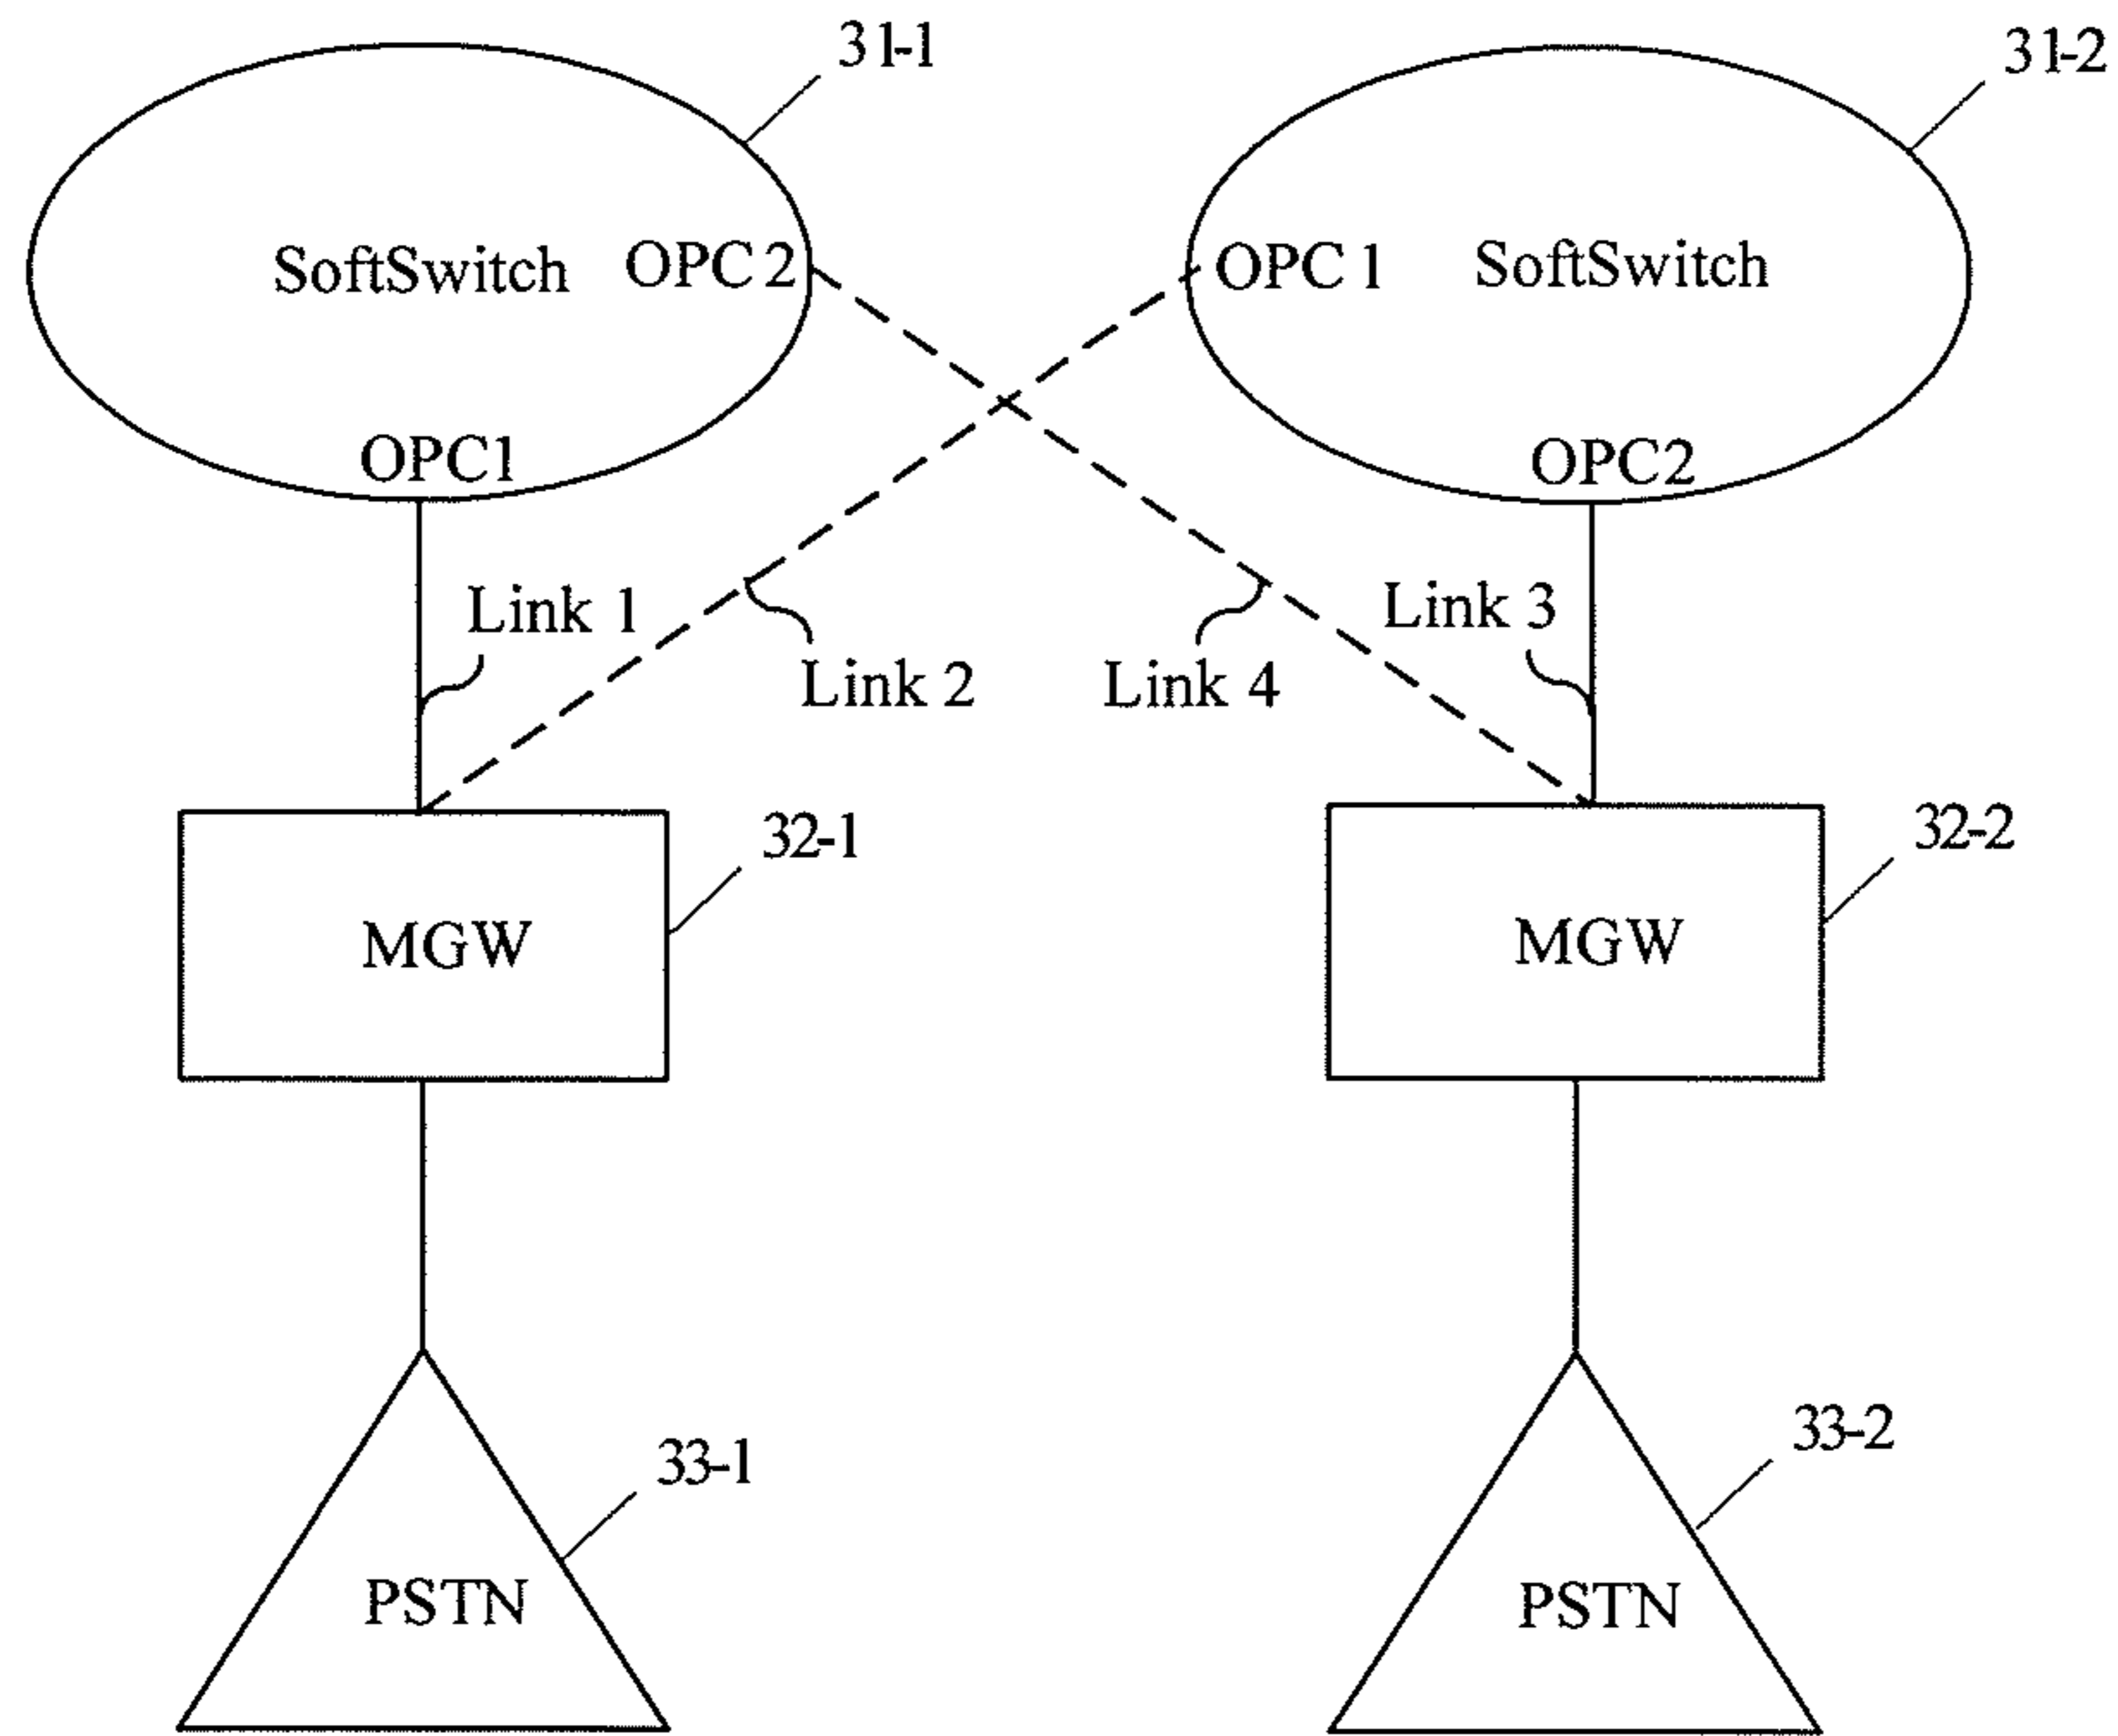 31-1
31-2
SoftSwitch
OPC 2
OPC 1
SoftSwitch
OPC1
OPC2
Link 1
Link 3
Link 2
Link 4
32-1
32-2
MGW
MGW
33-1
33-2
PSTN
PSTN